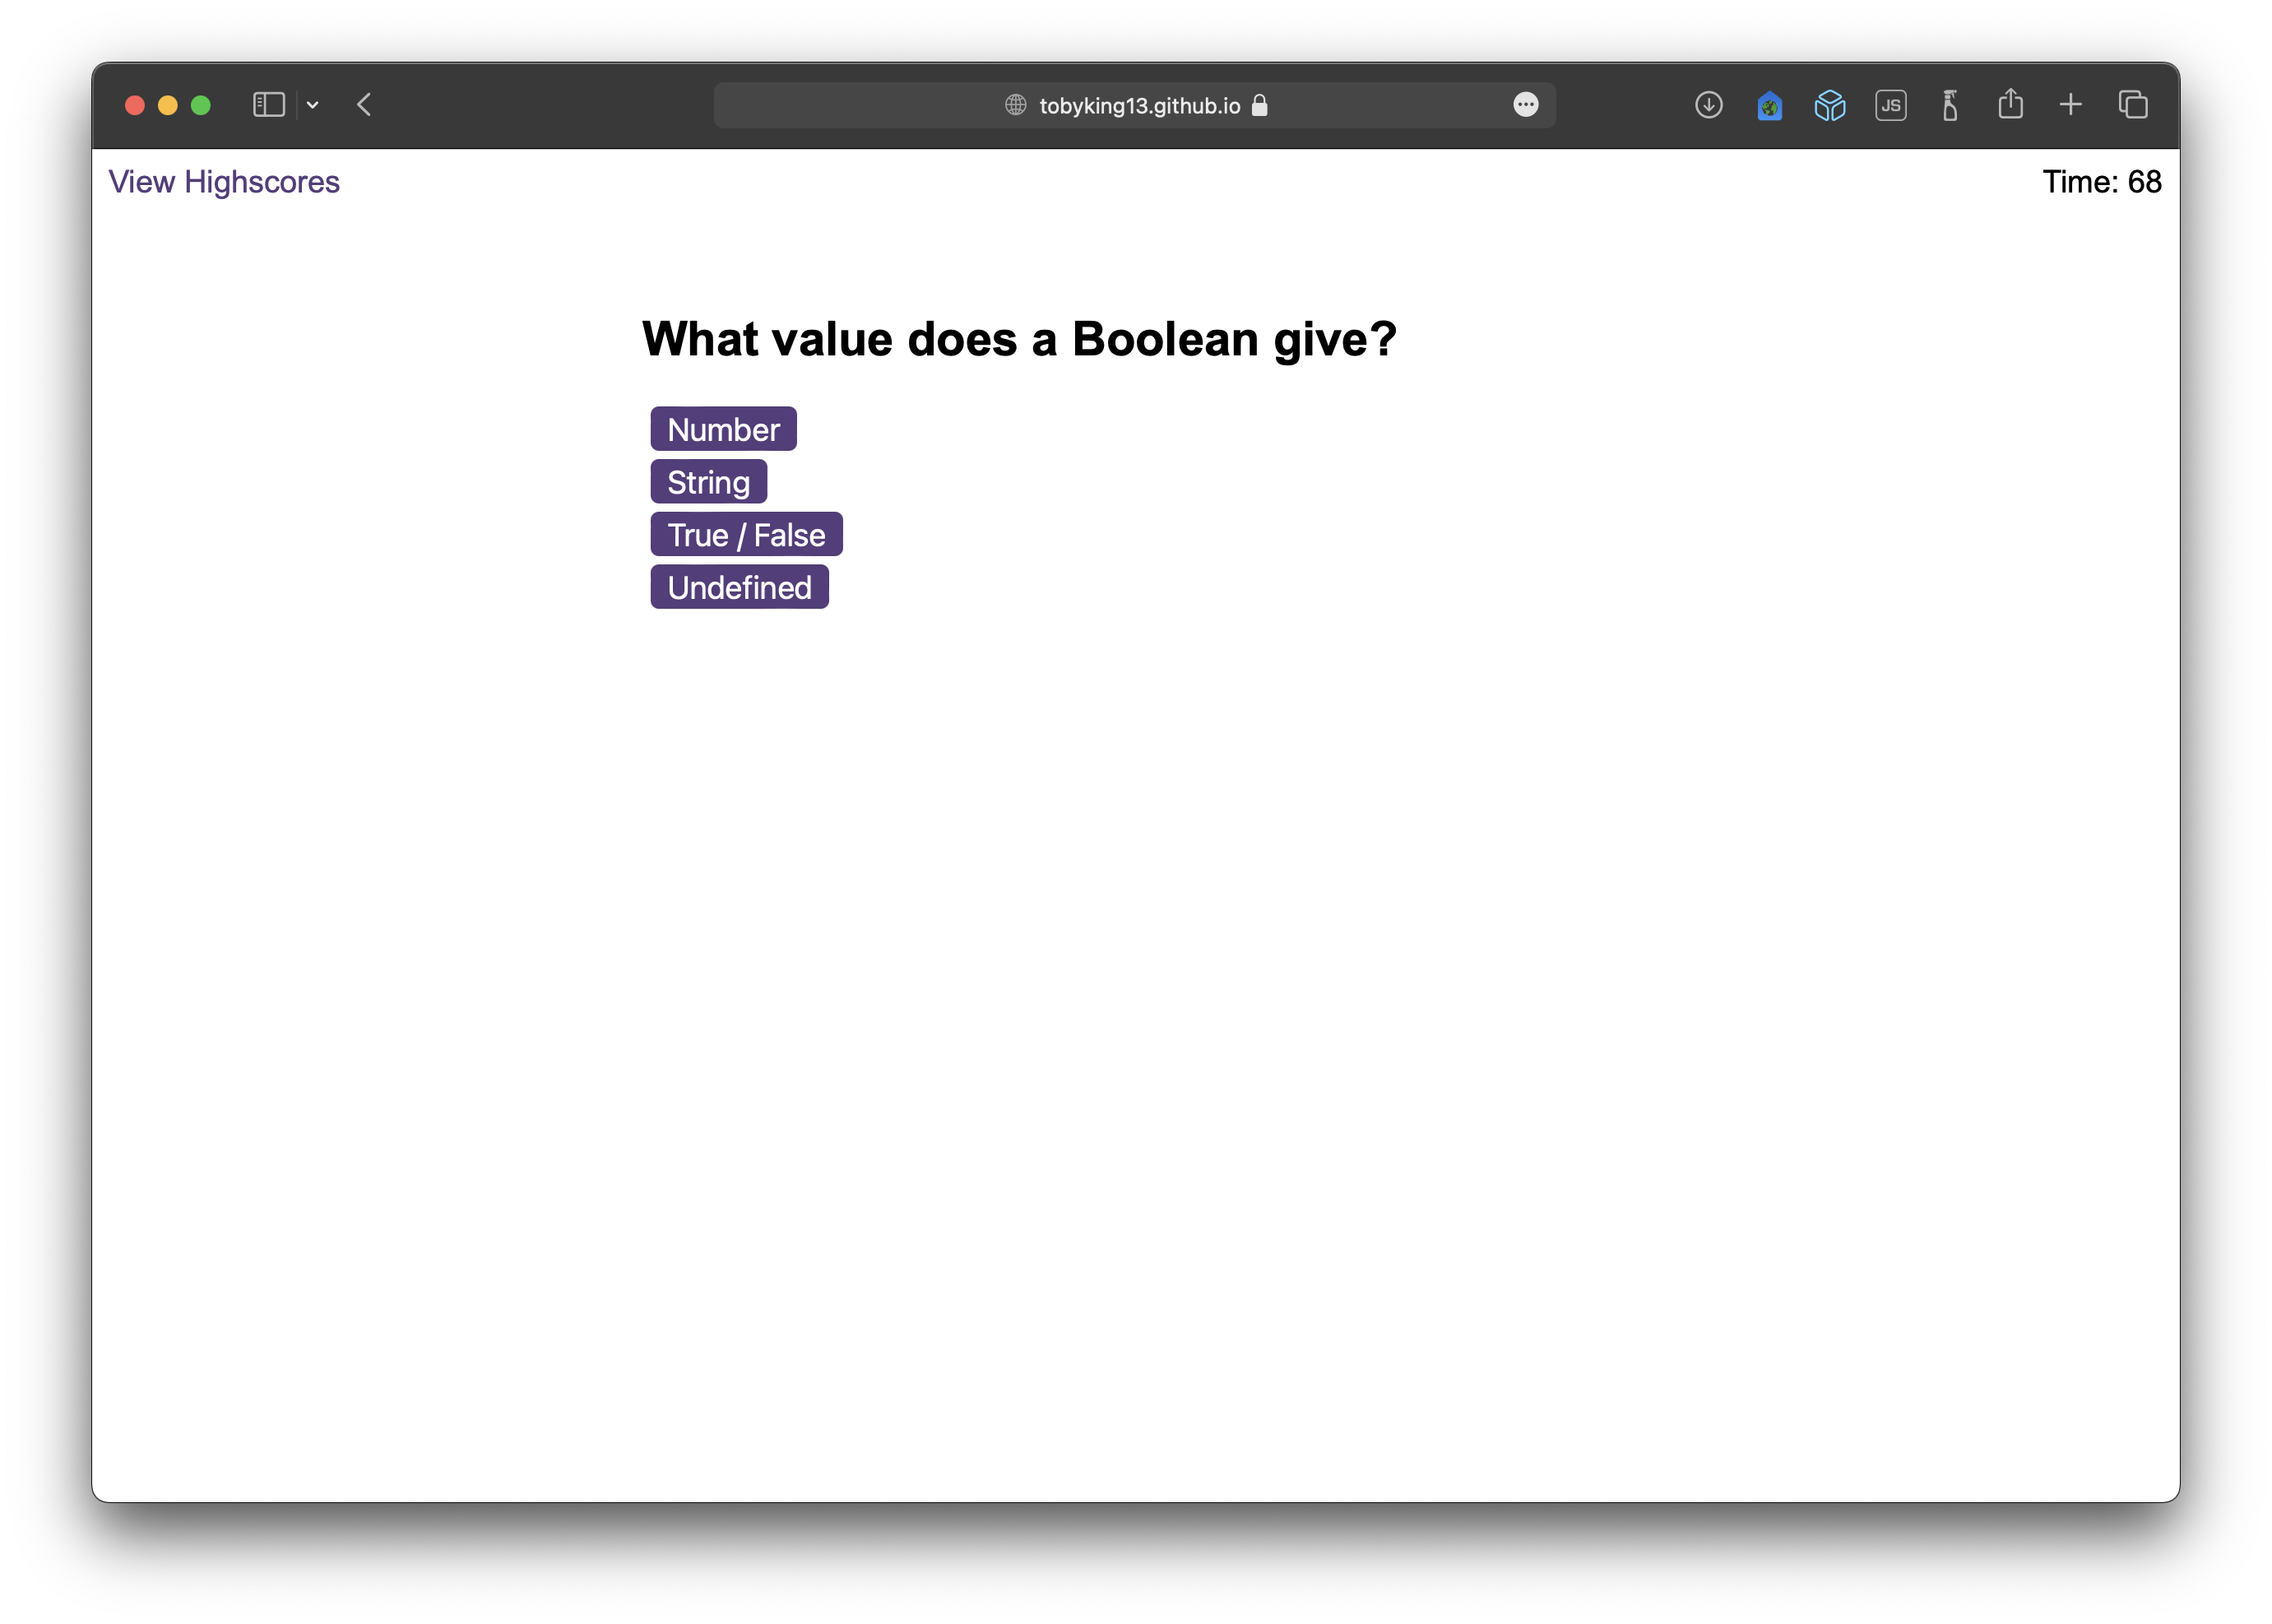 tobyking13.github.io
JS
View Highscores
Time: 68
What value does a Boolean give?
Number
String
True / False
Undefined